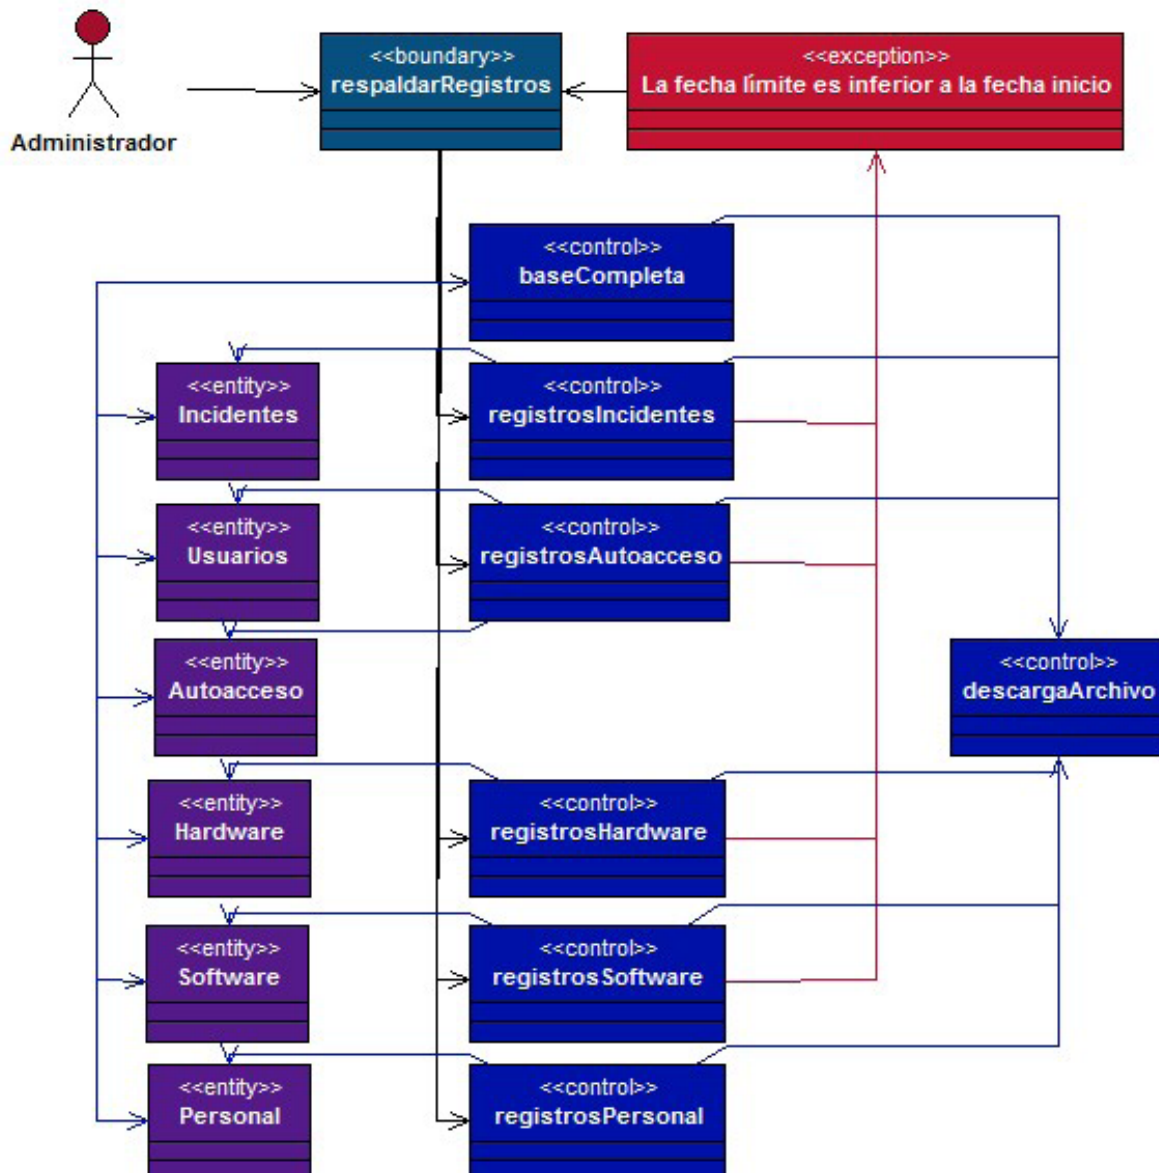 <<boundary>>
respaldarRegistros
<<exception>>
La fecha límite es inferior a la fecha inicio
Administrador
<<control>>
baseCompleta
<<entity>>
Incidentes
<<control>>
registrosIncidentes
<<entity>>
Usuarios
<<control>>
registrosAutoacceso
<<entity>>
Autoacceso
<<control>>
descargaArchivo
<<entity>>
Hardware
<<control>>
registrosHardware
<<entity>>
Software
<<control>>
registrosSoftware
<<entity>>
Personal
<<control>>
registrosPersonal